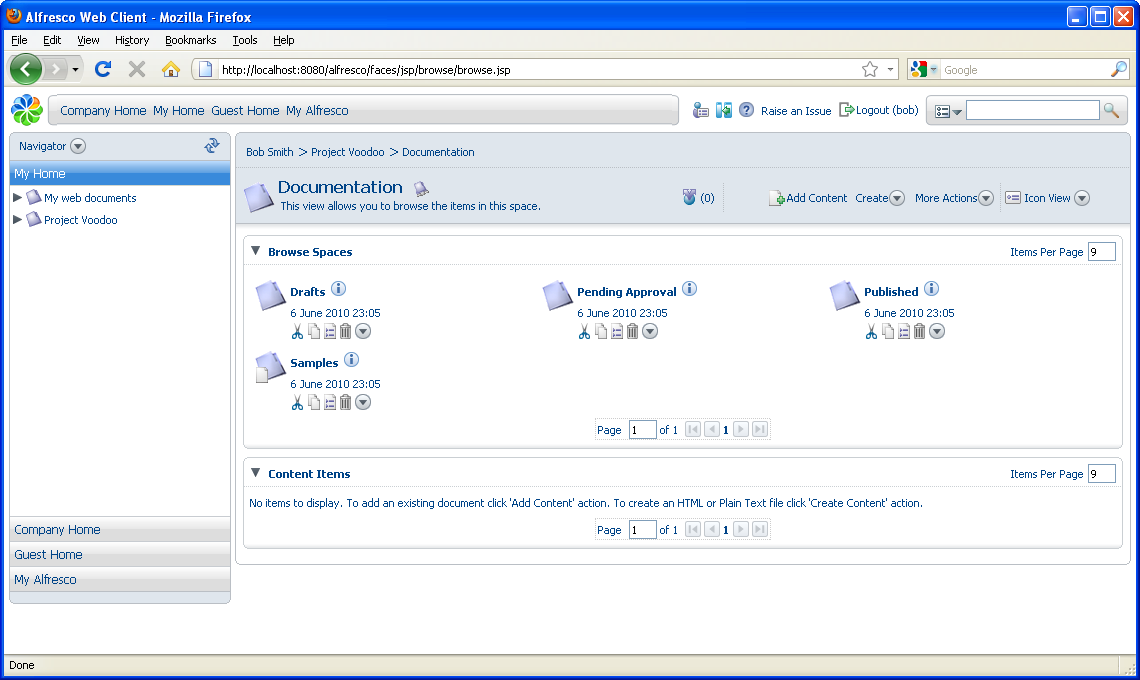 Alfresco Web Client - Mozilla Firefox
File Edit View History Bookmarks Tools Help
http://localhost:8080/alfresco/faces/jsp/browse/browse.jsp Google
Company Home My Home Guest Home My Alfresco Raise an Issue Logout (bob)
Navigator
My Home
My web documents
Project Voodoo
Company Home
Guest Home
My Alfresco
Bob Smith > Project Voodoo > Documentation
Documentation
This view allows you to browse the items in this space.
(0) Add Content Create More Actions Icon View
Browse Spaces Items Per Page 9
Drafts Pending Approval Published
6 June 2010 23:05 6 June 2010 23:05 6 June 2010 23:05
Samples
6 June 2010 23:05
Page 1 of 1 1
Content Items Items Per Page 9
No items to display. To add an existing document click 'Add Content' action. To create an HTML or Plain Text file click 'Create Content' action.
Page 1 of 1 1
Done